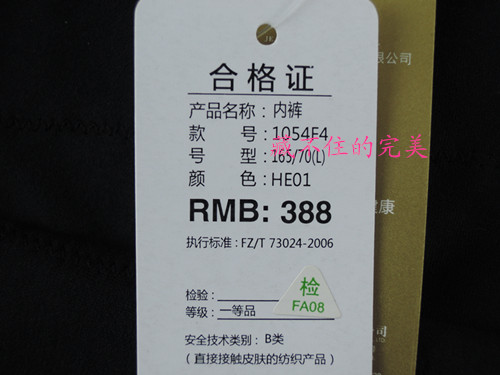 合格证
产品名称：内裤
款 号：1054F4
号 型：165/70(L)
颜 色：HE01
RMB: 388
执行标准：FZ/T 73024-2006
检验：
等级：一等品
安全技术类别：B类
（直接接触皮肤的纺织产品）
检
FA08
藏不住的完美
限公司
健康
公司